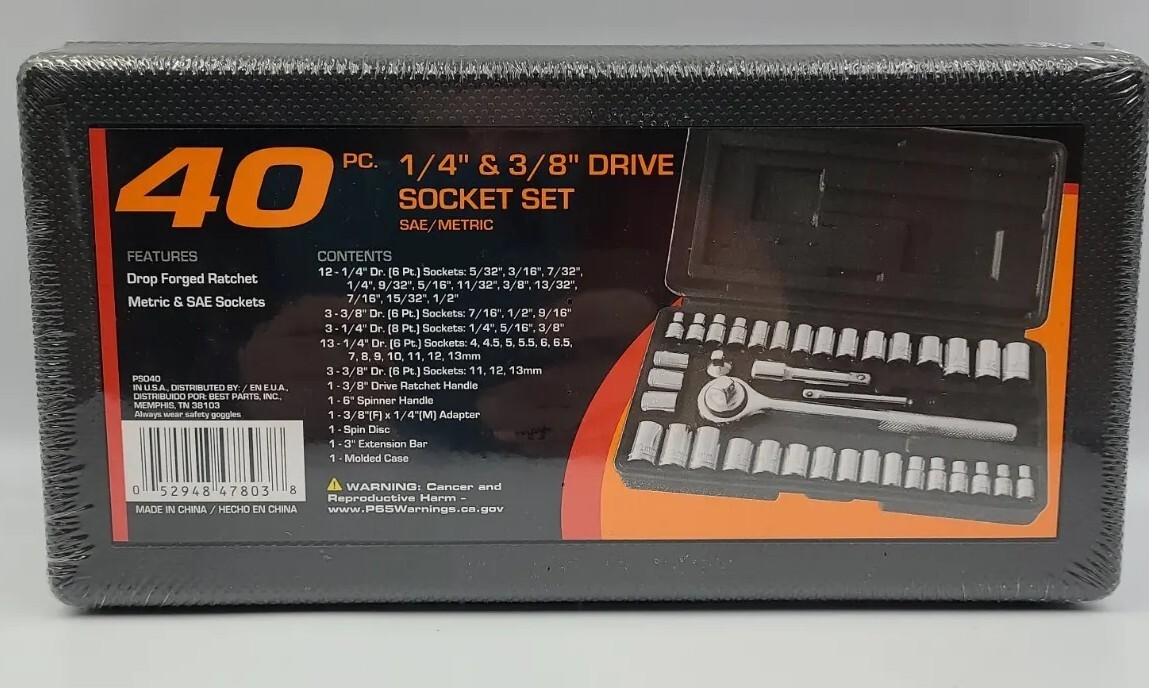 40 PC. 1/4" & 3/8" DRIVE
SOCKET SET
SAE/METRIC
FEATURES
Drop Forged Ratchet
Metric & SAE Sockets
CONTENTS
12 - 1/4" Dr. (6 Pt.) Sockets: 5/32", 3/16", 7/32",
1/4", 9/32", 5/16", 11/32", 3/8", 13/32",
7/16", 15/32", 1/2"
3 - 3/8" Dr. (6 Pt.) Sockets: 7/16", 1/2", 9/16"
3 - 1/4" Dr. (8 Pt.) Sockets: 1/4", 5/16", 3/8"
13 - 1/4" Dr. (6 Pt.) Sockets: 4, 4.5, 5, 5.5, 6, 6.5,
7, 8, 9, 10, 11, 12, 13mm
3 - 3/8" Dr. (6 Pt.) Sockets: 11, 12, 13mm
1 - 3/8" Drive Ratchet Handle
1 - 6" Spinner Handle
1 - 3/8"(F) x 1/4"(M) Adapter
1 - Spin Disc
1 - 3" Extension Bar
1 - Molded Case
PS040
IN U.S.A., DISTRIBUTED BY: / EN E.U.A.,
DISTRIBUIDO POR: BEST PARTS, INC.,
MEMPHIS, TN 38103
Always wear safety goggles
0 52948 47803 8
MADE IN CHINA / HECHO EN CHINA
WARNING: Cancer and
Reproductive Harm -
www.P65Warnings.ca.gov